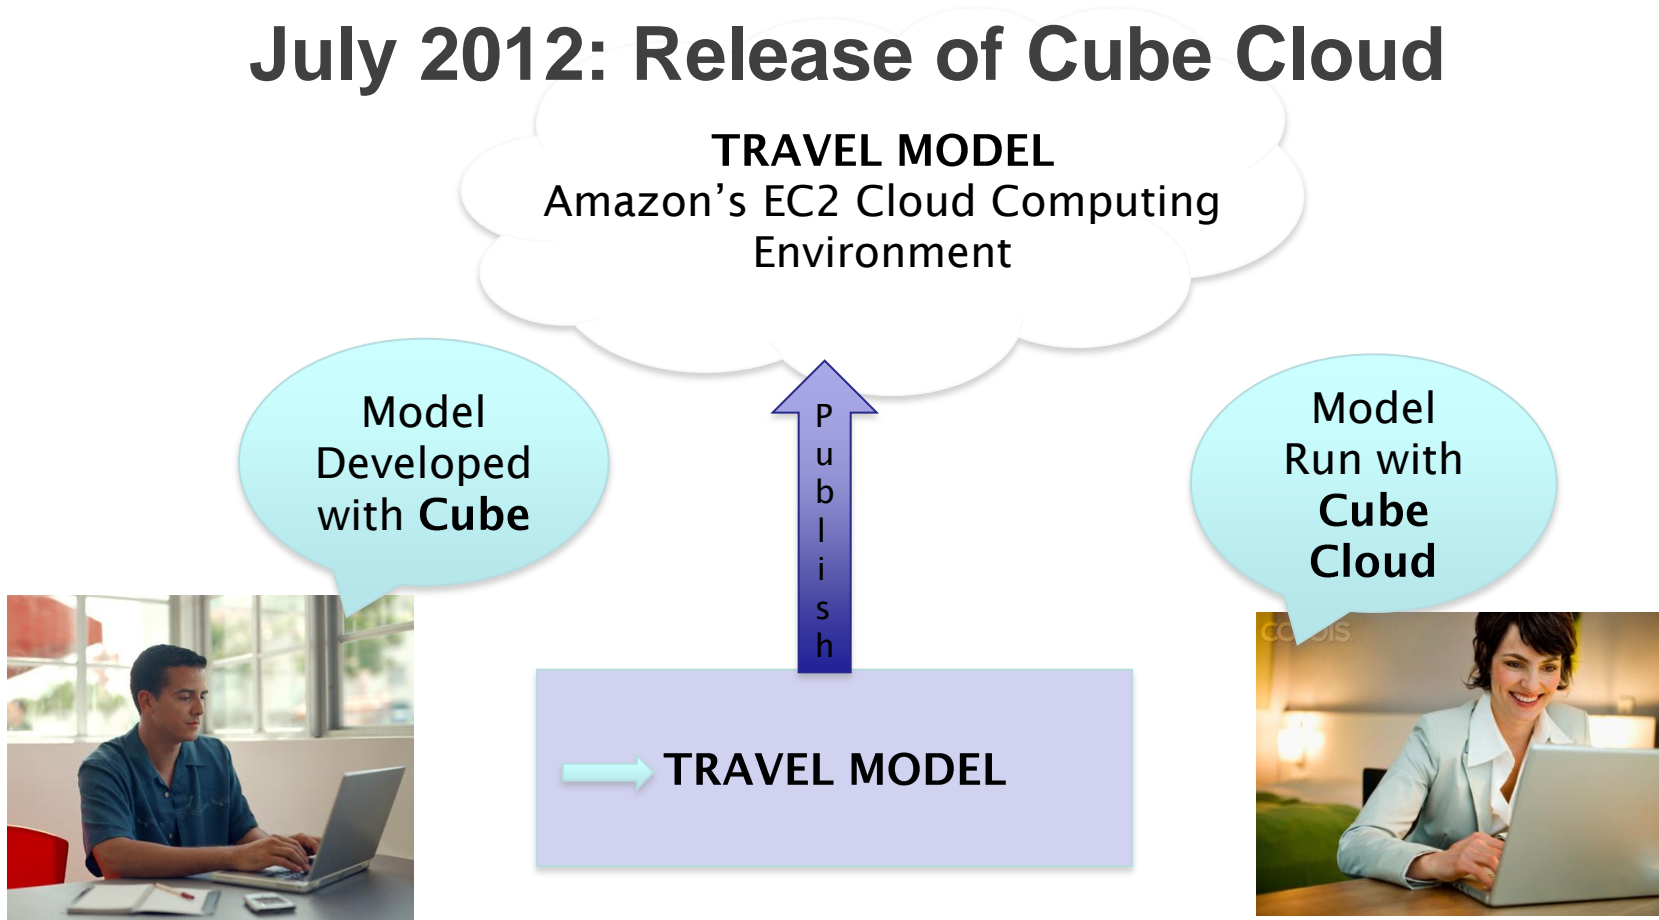 July 2012: Release of Cube Cloud
TRAVEL MODEL
Amazon’s EC2 Cloud Computing
Environment
Model
Developed
with Cube
P
u
b
l
i
s
h
Model
Run with
Cube
Cloud
TRAVEL MODEL